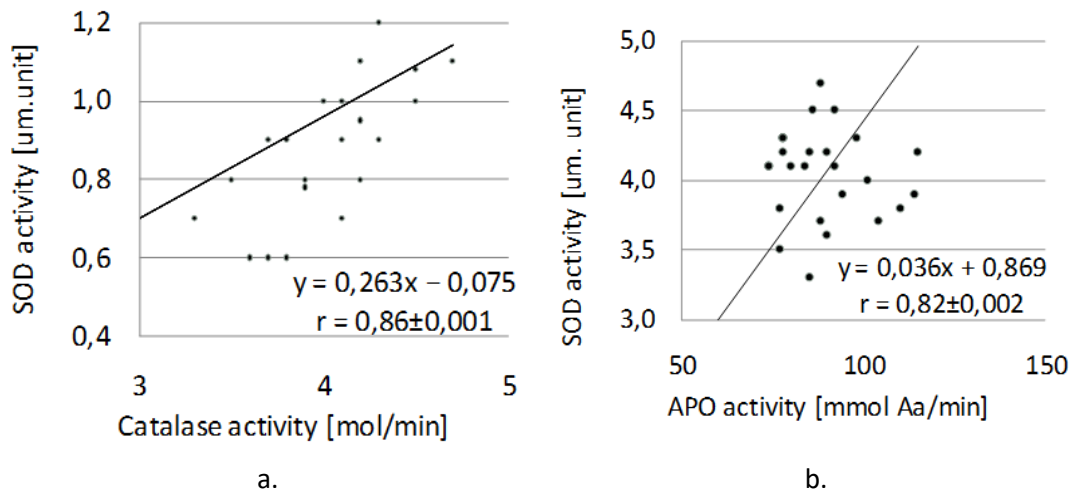 1,2
1,0
0,8
0,6
0,4
SOD activity [um.unit]
y = 0,263x − 0,075
r = 0,86±0,001
3 4 5
Catalase activity [mol/min]
a.
5,0
4,5
4,0
3,5
3,0
SOD activity [um. unit]
y = 0,036x + 0,869
r = 0,82±0,002
50 100 150
APO activity [mmol Aa/min]
b.